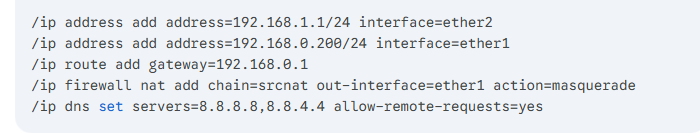 /ip address add address=192.168.1.1/24 interface=ether2
/ip address add address=192.168.0.200/24 interface=ether1
/ip route add gateway=192.168.0.1
/ip firewall nat add chain=srcnat out-interface=ether1 action=masquerade
/ip dns set servers=8.8.8.8,8.8.4.4 allow-remote-requests=yes